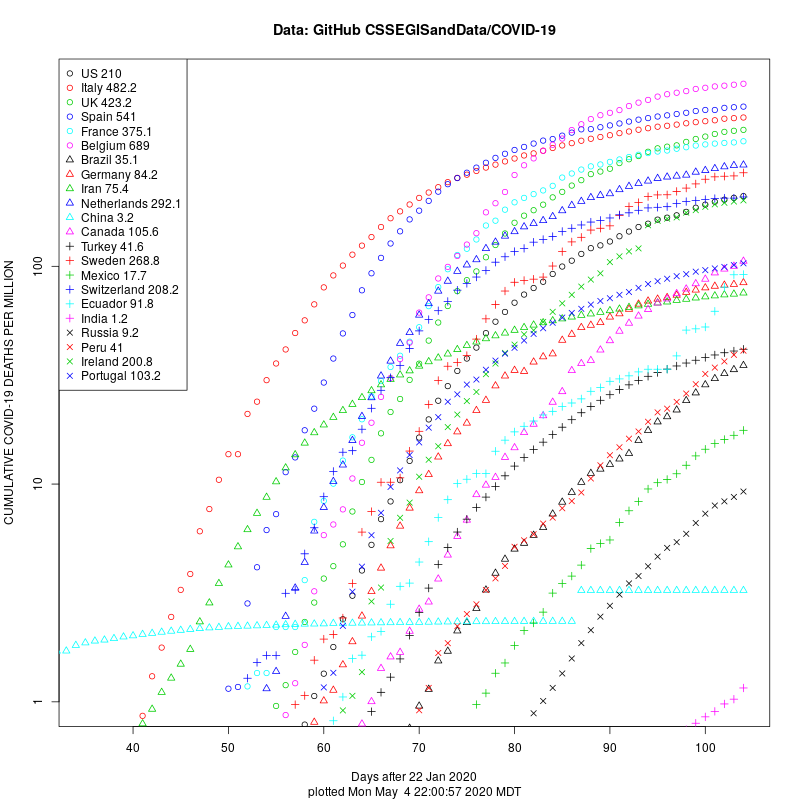 Data: GitHub CSSEGISandData/COVID-19
US 210
Italy 482.2
UK 423.2
Spain 541
France 375.1
Belgium 689
Brazil 35.1
Germany 84.2
Iran 75.4
Netherlands 292.1
China 3.2
Canada 105.6
Turkey 41.6
Sweden 268.8
Mexico 17.7
Switzerland 208.2
Ecuador 91.8
India 1.2
Russia 9.2
Peru 41
Ireland 200.8
Portugal 103.2
CUMULATIVE COVID-19 DEATHS PER MILLION
100
10
1
40 50 60 70 80 90 100
Days after 22 Jan 2020
plotted Mon May 4 22:00:57 2020 MDT